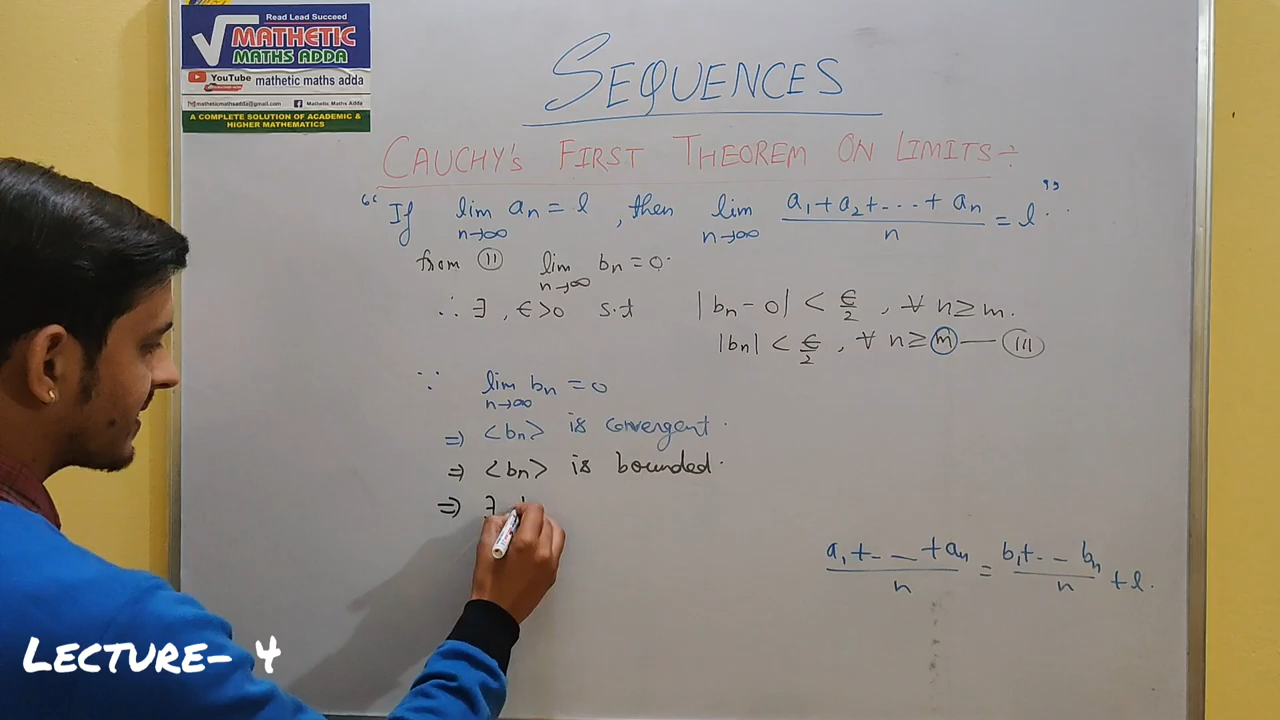 Read Lead Succeed
MATHETIC
MATHS ADDA
YouTube mathetic maths adda
matheticmathsadda@gmail.com Mathetic Maths Adda
A COMPLETE SOLUTION OF ACADEMIC &
HIGHER MATHEMATICS
SEQUENCES
CAUCHY's FIRST THEOREM ON LIMITS ÷
“ If lim n→∞ an = l , then lim n→∞ (a1 + a2 + - - - + an)/n = l ”
from (II) lim n→∞ bn = 0.
∴ ∃ , ϵ > 0 s.t |bn - 0| < ϵ/2 , ∀ n ≥ m.
|bn| < ϵ/2 , ∀ n ≥ m — (III)
∵ lim n→∞ bn = 0
⇒ <bn> is convergent.
⇒ <bn> is bounded.
⇒ ∃
(a1 + - - - + an)/n = (b1 + - - bn)/n + l.
LECTURE- 4